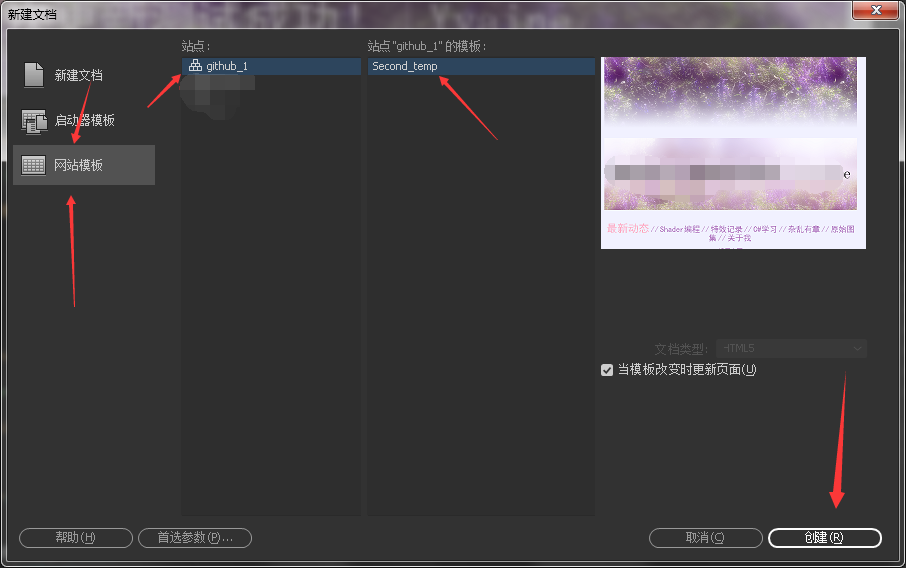 新建文档
新建文档
启动器模板
网站模板
站点：
github_1
站点"github_1" 的模板：
Second_temp
e
最新动态 // Shader编程 // 特效记录 // C#学习 // 杂乱有章 // 原始图
集 // 关于我
文档类型： HTML5
当模板改变时更新页面(U)
帮助(H)
首选参数(P)...
取消(C)
创建(R)